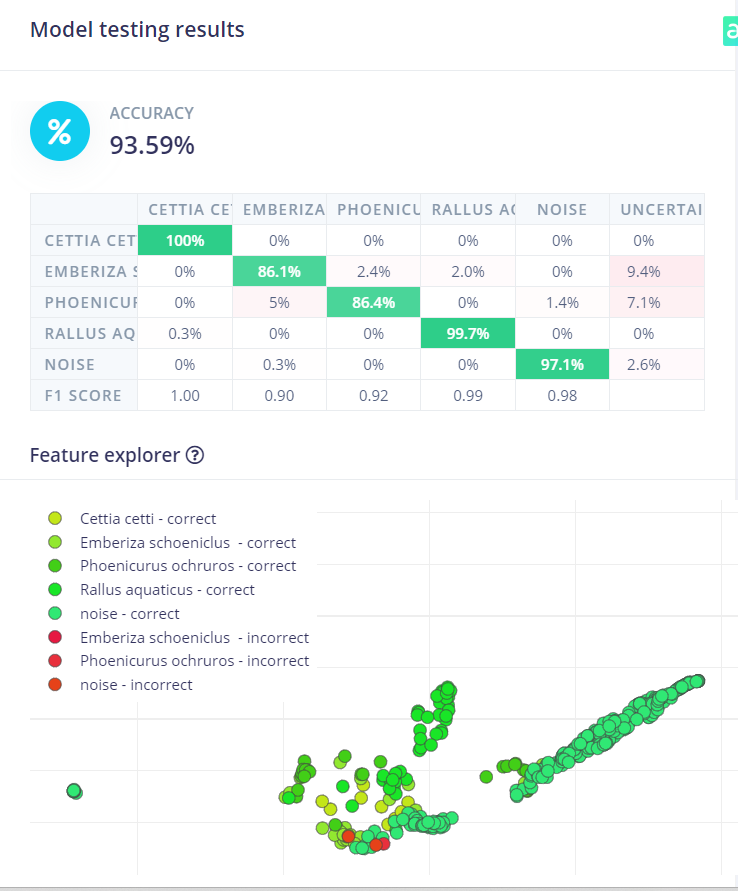 Model testing results
a
%
ACCURACY
93.59%
CETTIA CE EMBERIZA PHOENICU RALLUS AQ NOISE UNCERTAI
CETTIA CET 100% 0% 0% 0% 0% 0%
EMBERIZA S 0% 86.1% 2.4% 2.0% 0% 9.4%
PHOENICUR 0% 5% 86.4% 0% 1.4% 7.1%
RALLUS AQ 0.3% 0% 0% 99.7% 0% 0%
NOISE 0% 0.3% 0% 0% 97.1% 2.6%
F1 SCORE 1.00 0.90 0.92 0.99 0.98
Feature explorer ?
Cettia cetti - correct
Emberiza schoeniclus - correct
Phoenicurus ochruros - correct
Rallus aquaticus - correct
noise - correct
Emberiza schoeniclus - incorrect
Phoenicurus ochruros - incorrect
noise - incorrect